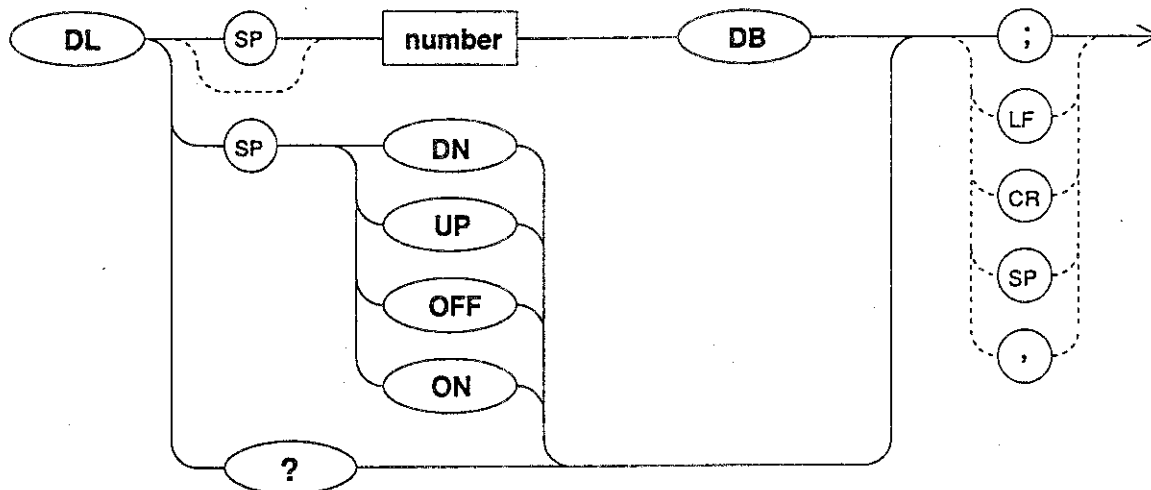 DL SP number DB ;
LF
SP DN
UP CR
SP
OFF
,
ON
?